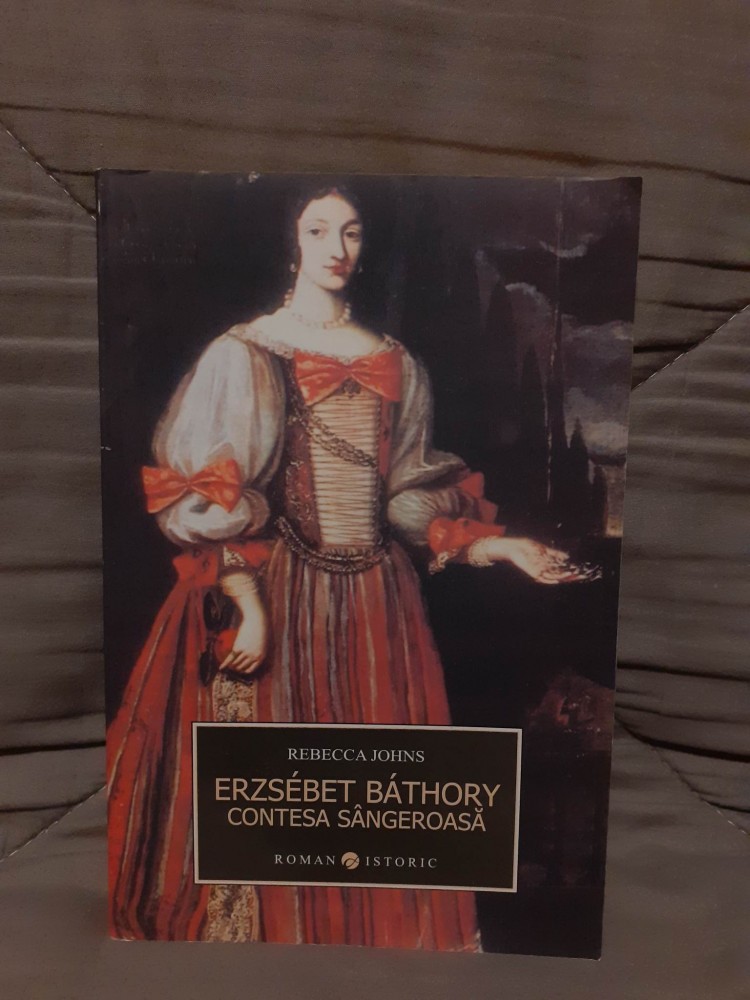 REBECCA JOHNS
ERZSÉBET BÁTHORY
CONTESA SÂNGEROASĂ
ROMAN ISTORIC